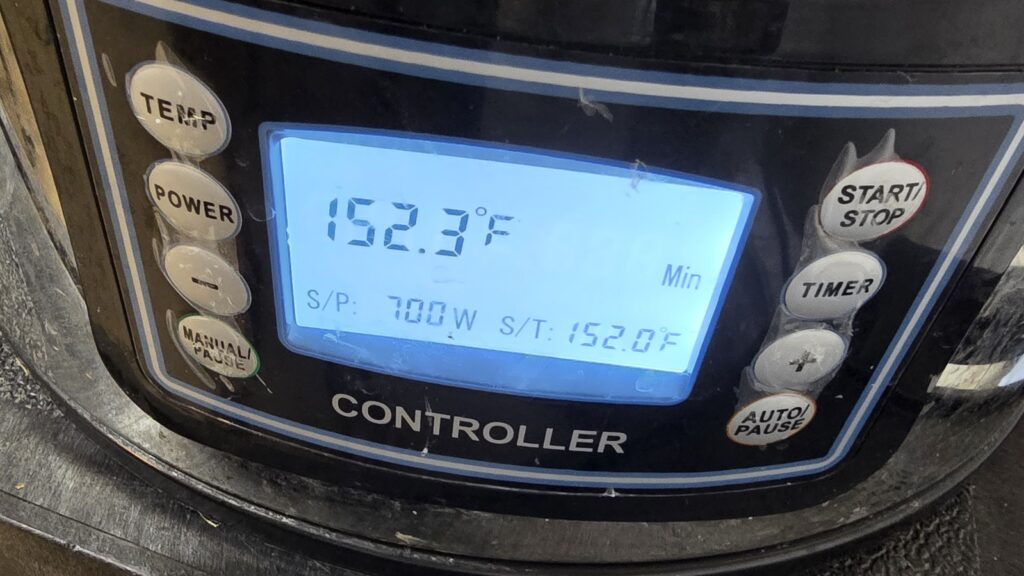 TEMP
POWER
-
MANUAL/
PAUSE
152.3°F
Min
S/P: 700W S/T: 152.0°F
START/
STOP
TIMER
+
AUTO/
PAUSE
CONTROLLER